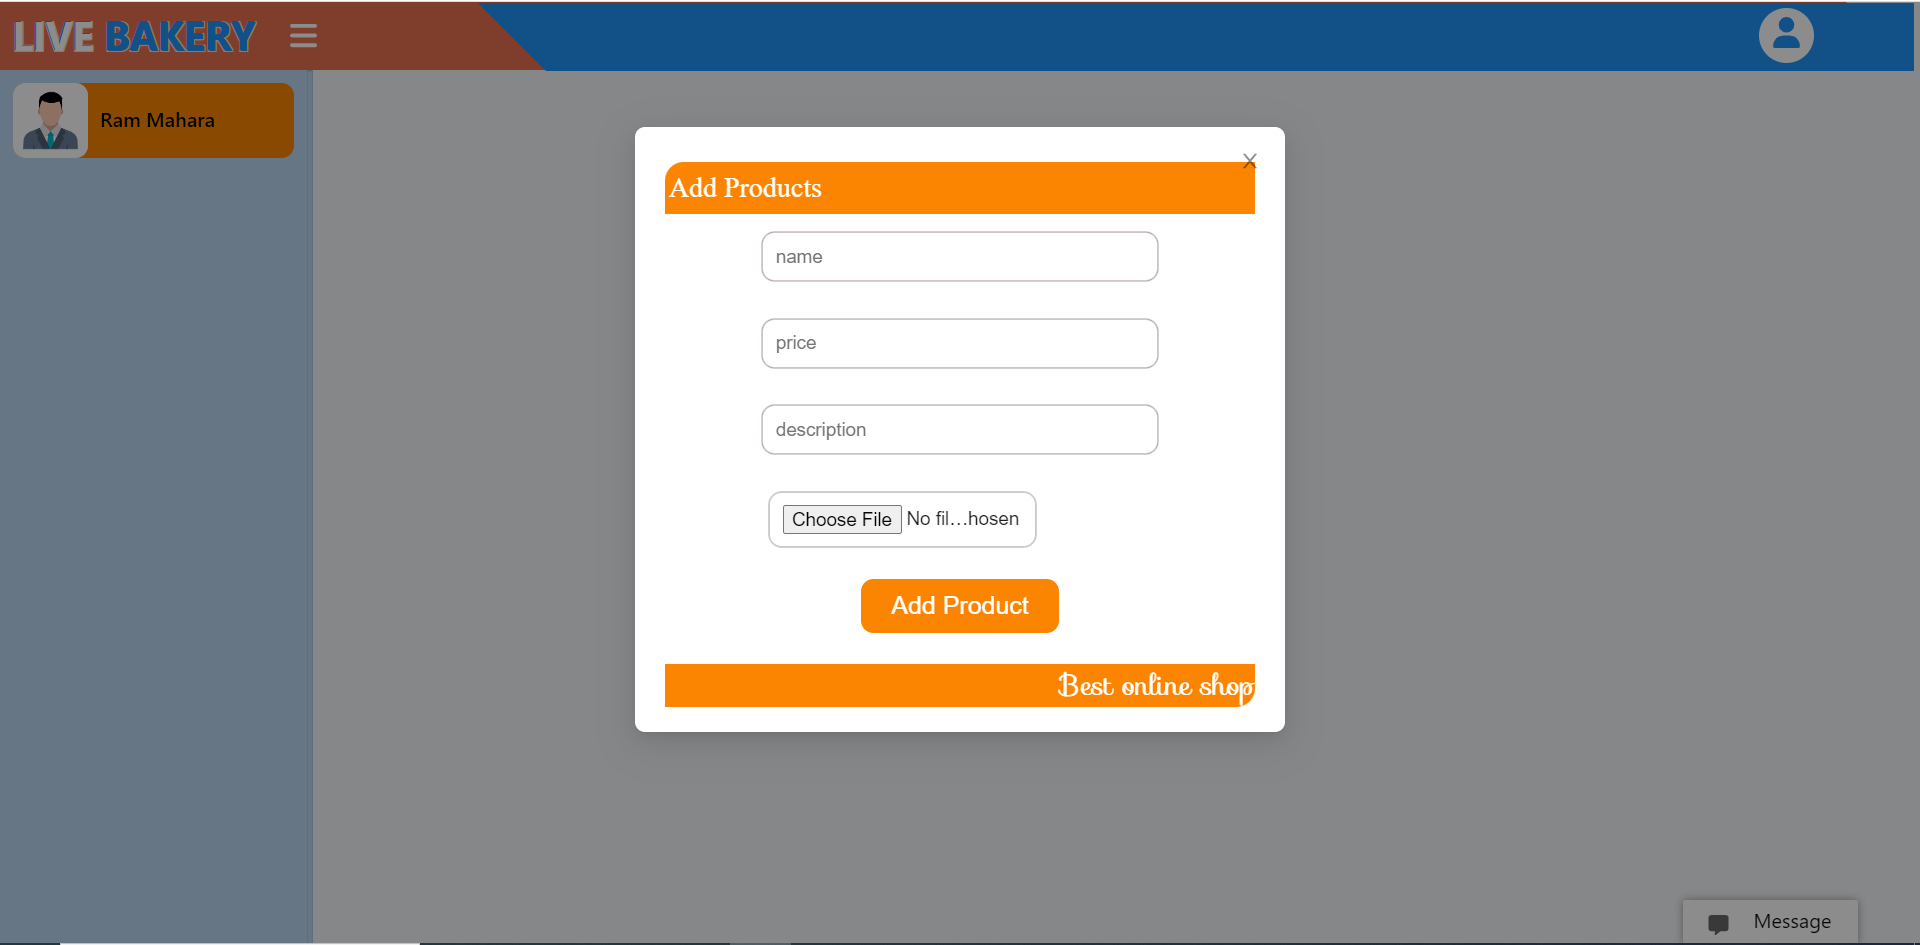 LIVE BAKERY
Ram Mahara
X
Add Products
name
price
description
Choose File No fil...hosen
Add Product
Best online shop
Message